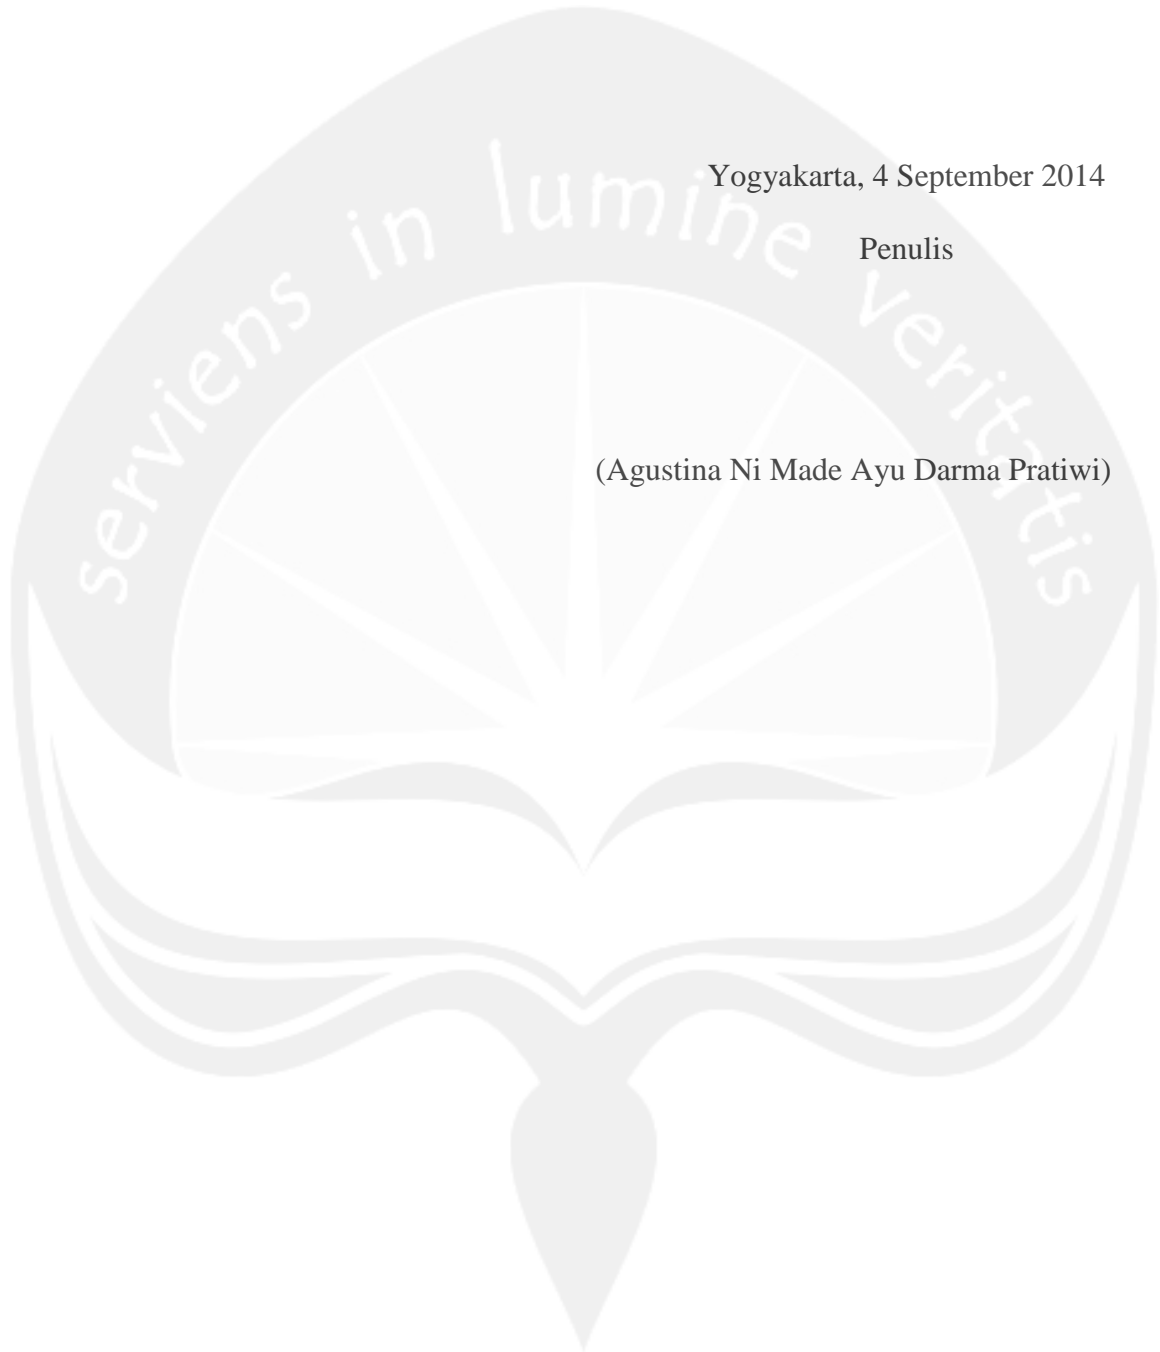 Yogyakarta, 4 September 2014
Penulis
(Agustina Ni Made Ayu Darma Pratiwi)
serviens in lumine veritatis